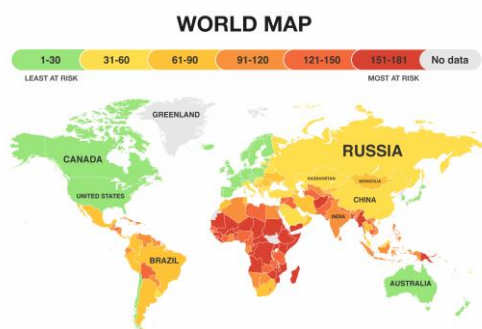 WORLD MAP
1-30 31-60 61-90 91-120 121-150 151-181 No data
LEAST AT RISK MOST AT RISK
GREENLAND
CANADA
RUSSIA
KAZAKHSTAN
MONGOLIA
UNITED STATES
CHINA
INDIA
BRAZIL
AUSTRALIA